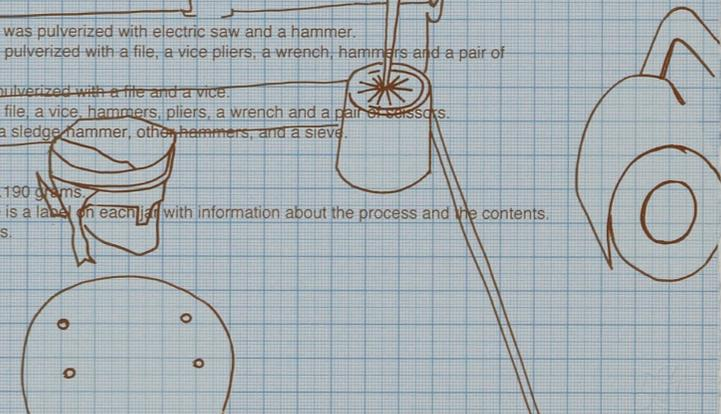 was pulverized with electric saw and a hammer.
pulverized with a file, a vice pliers, a wrench, hammers and a pair of
pulverized with a file and a vice.
file, a vice, hammers, pliers, a wrench and a pair of scissors.
a sledge hammer, other hammers, and a sieve.
.190 grams.
is a label on each jar with information about the process and the contents.
s.